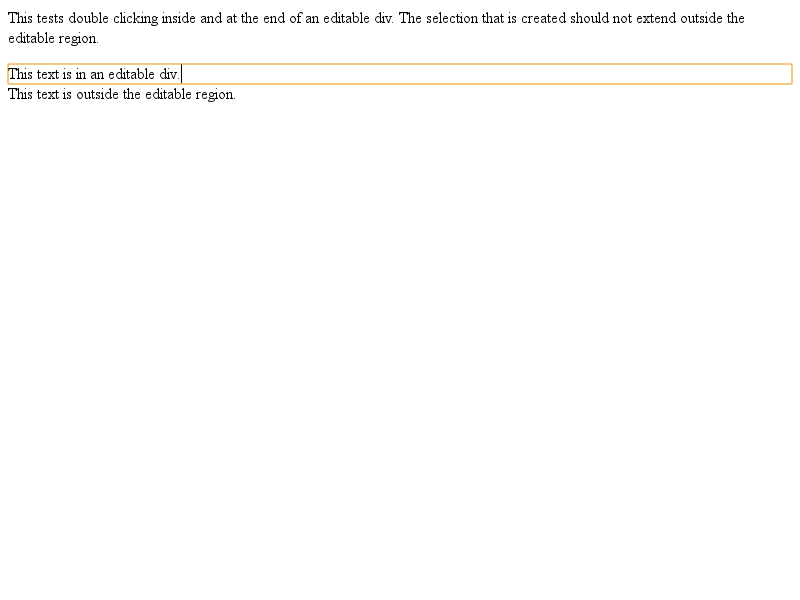 This tests double clicking inside and at the end of an editable div. The selection that is created should not extend outside the
editable region.
This text is in an editable div.
This text is outside the editable region.